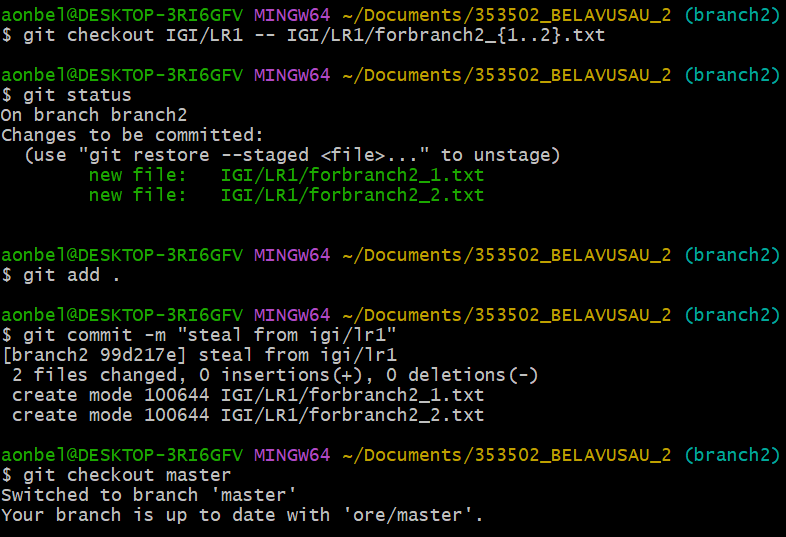 aonbel@DESKTOP-3RI6GFV MINGW64 ~/Documents/353502_BELAVUSAU_2 (branch2)
$ git checkout IGI/LR1 -- IGI/LR1/forbranch2_{1..2}.txt
aonbel@DESKTOP-3RI6GFV MINGW64 ~/Documents/353502_BELAVUSAU_2 (branch2)
$ git status
On branch branch2
Changes to be committed:
  (use "git restore --staged <file>..." to unstage)
        new file:   IGI/LR1/forbranch2_1.txt
        new file:   IGI/LR1/forbranch2_2.txt
aonbel@DESKTOP-3RI6GFV MINGW64 ~/Documents/353502_BELAVUSAU_2 (branch2)
$ git add .
aonbel@DESKTOP-3RI6GFV MINGW64 ~/Documents/353502_BELAVUSAU_2 (branch2)
$ git commit -m "steal from igi/lr1"
[branch2 99d217e] steal from igi/lr1
 2 files changed, 0 insertions(+), 0 deletions(-)
 create mode 100644 IGI/LR1/forbranch2_1.txt
 create mode 100644 IGI/LR1/forbranch2_2.txt
aonbel@DESKTOP-3RI6GFV MINGW64 ~/Documents/353502_BELAVUSAU_2 (branch2)
$ git checkout master
Switched to branch 'master'
Your branch is up to date with 'ore/master'.